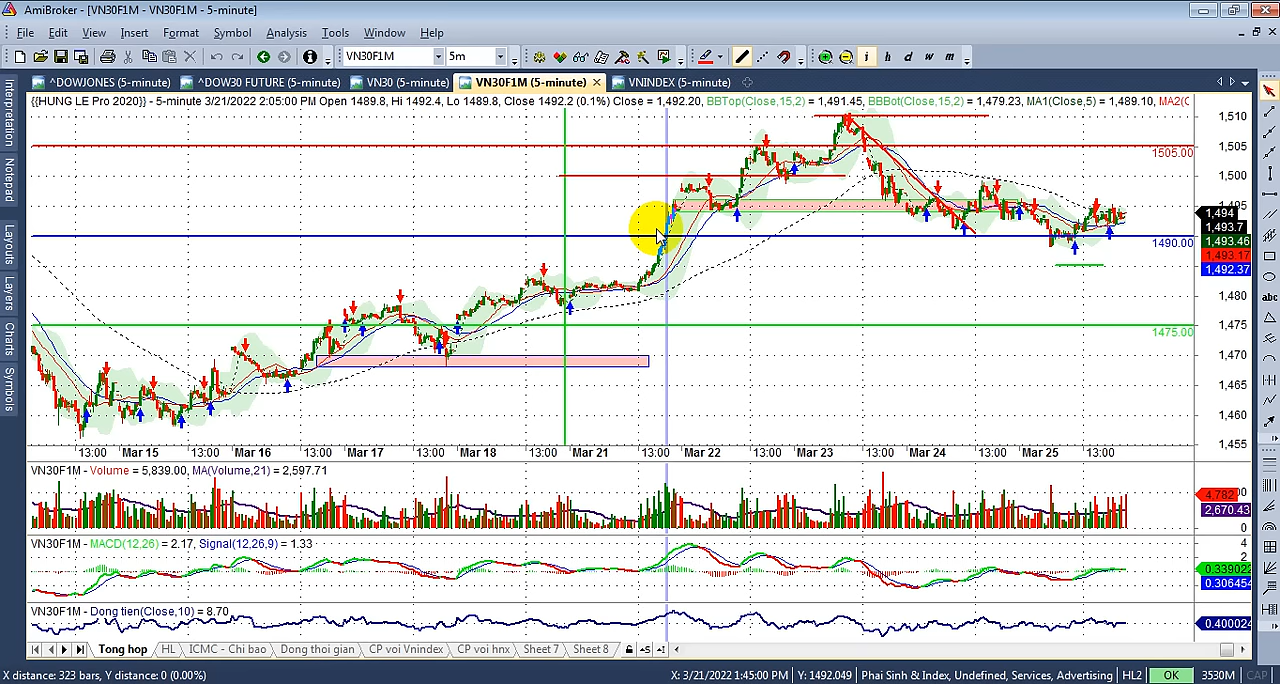 AmiBroker - [VN30F1M - VN30F1M - 5-minute]
File Edit View Insert Format Symbol Analysis Tools Window Help
VN30F1M 5m i h d w m
^DOWJONES (5-minute) ^DOW30 FUTURE (5-minute) VN30 (5-minute) VN30F1M (5-minute) VNINDEX (5-minute)
{{HUNG LE Pro 2020}} - 5-minute 3/21/2022 2:05:00 PM Open 1489.8, Hi 1492.4, Lo 1489.8, Close 1492.2 (0.1%) Close = 1,492.20, BBTop(Close,15,2) = 1,491.45, BBBot(Close,15,2) = 1,479.23, MA1(Close,5) = 1,489.10, MA2(C
Interpretation
Notepad
Layouts
Layers
Charts
Symbols
1,510
1,505
1505.00
1,500
1,495
1,494
1,493.7
1490.00
1,493.46
1,493.17
1,492.37
1,480
1,475
1475.00
1,470
1,465
1,460
1,455
abc
13:00 Mar 15 13:00 Mar 16 13:00 Mar 17 13:00 Mar 18 13:00 Mar 21 13:00 Mar 22 13:00 Mar 23 13:00 Mar 24 13:00 Mar 25 13:00
VN30F1M - Volume = 5,839.00, MA(Volume,21) = 2,597.71
4,782
2,670.43
0
VN30F1M - MACD(12,26) = 2.17, Signal(12,26,9) = 1.33
4
2
0.339022
0.306454
VN30F1M - Dong tien(Close,10) = 8.70
0.400024
Tong hop HL ICMC - Chi bao Dong thoi gian CP voi Vnindex CP voi hnx Sheet 7 Sheet 8
X distance: 323 bars, Y distance: 0 (0.00%) X: 3/21/2022 1:45:00 PM Y: 1492.049 Phai Sinh & Index, Undefined, Services, Advertising HL2 OK 3530M CAP